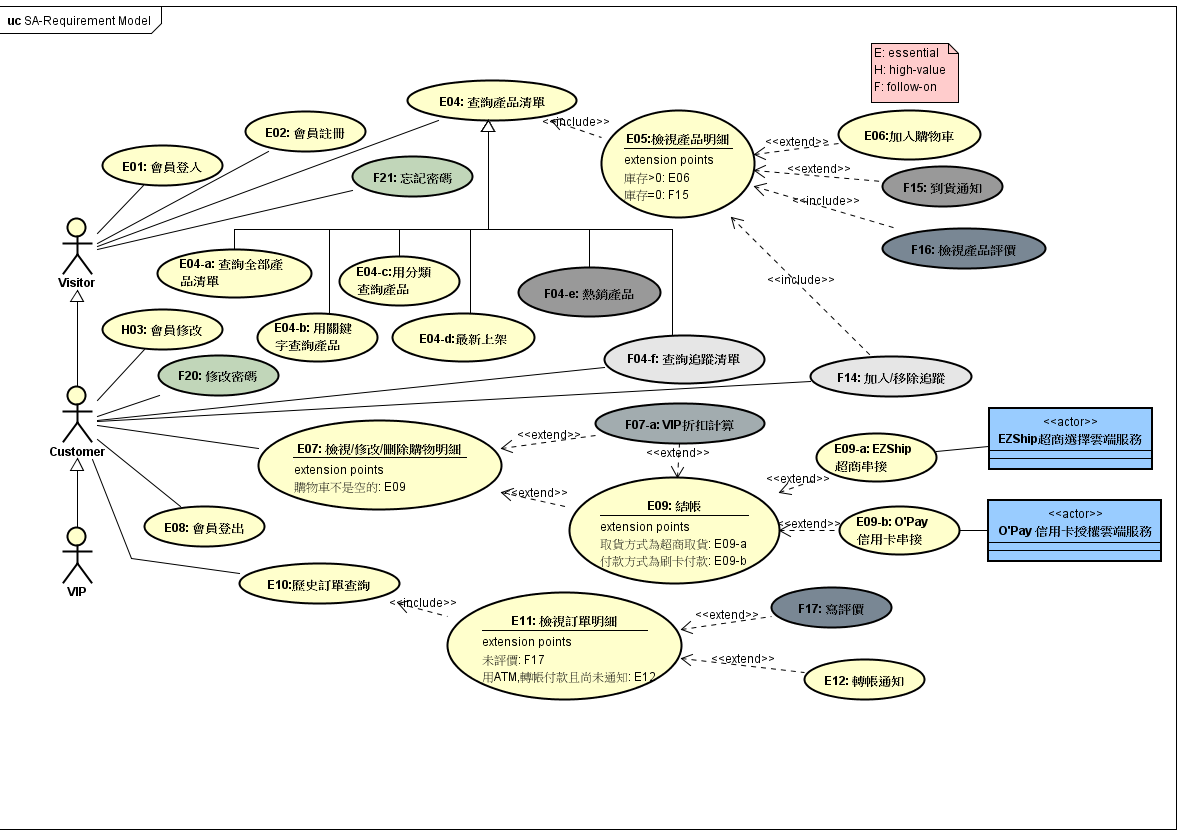 uc SA-Requirement Model
E: essential
H: high-value
F: follow-on
E04: 查詢產品清單
<<include>>
E05:檢視產品明細
extension points
庫存>0: E06
庫存=0: F15
<<extend>>
E06:加入購物車
<<extend>>
F15: 到貨通知
<<include>>
F16: 檢視產品評價
E02: 會員註冊
E01: 會員登入
F21: 忘記密碼
Visitor
E04-a: 查詢全部產
品清單
E04-c:用分類
查詢產品
F04-e: 熱銷產品
<<include>>
E04-b: 用關鍵
字查詢產品
E04-d:最新上架
F04-f: 查詢追蹤清單
F14: 加入/移除追蹤
H03: 會員修改
F20: 修改密碼
Customer
E07: 檢視/修改/刪除購物明細
extension points
購物車不是空的: E09
<<extend>>
F07-a: VIP折扣計算
<<extend>>
<<extend>>
E09: 結帳
extension points
取貨方式為超商取貨: E09-a
付款方式為刷卡付款: E09-b
<<extend>>
E09-a: EZShip
超商串接
<<actor>>
EZShip超商選擇雲端服務
<<extend>>
E09-b: O'Pay
信用卡串接
<<actor>>
O'Pay 信用卡授權雲端服務
E08: 會員登出
VIP
E10:歷史訂單查詢
<<include>>
E11: 檢視訂單明細
extension points
未評價: F17
用ATM,轉帳付款且尚未通知: E12
<<extend>>
F17: 寫評價
<<extend>>
E12: 轉帳通知